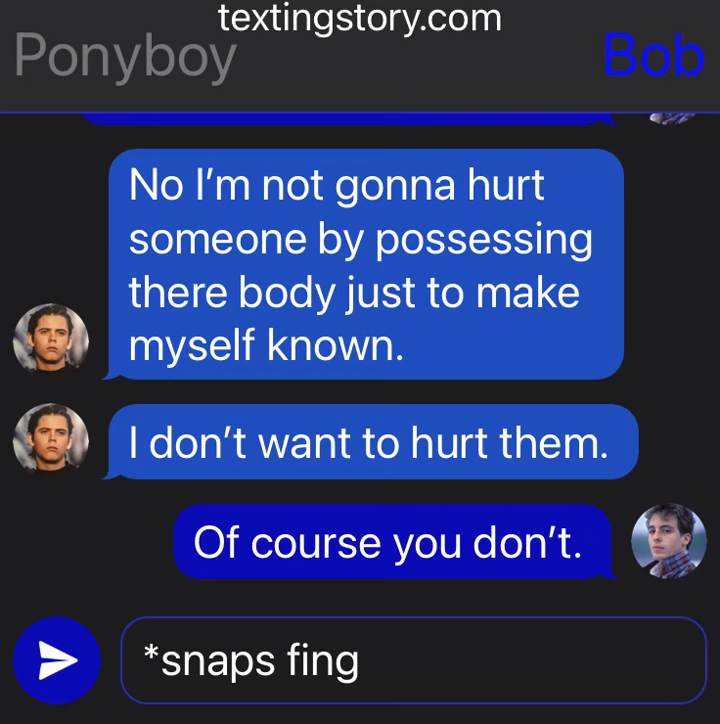 textingstory.com
Ponyboy
Bob
No I’m not gonna hurt
someone by possessing
there body just to make
myself known.
I don’t want to hurt them.
Of course you don’t.
*snaps fing